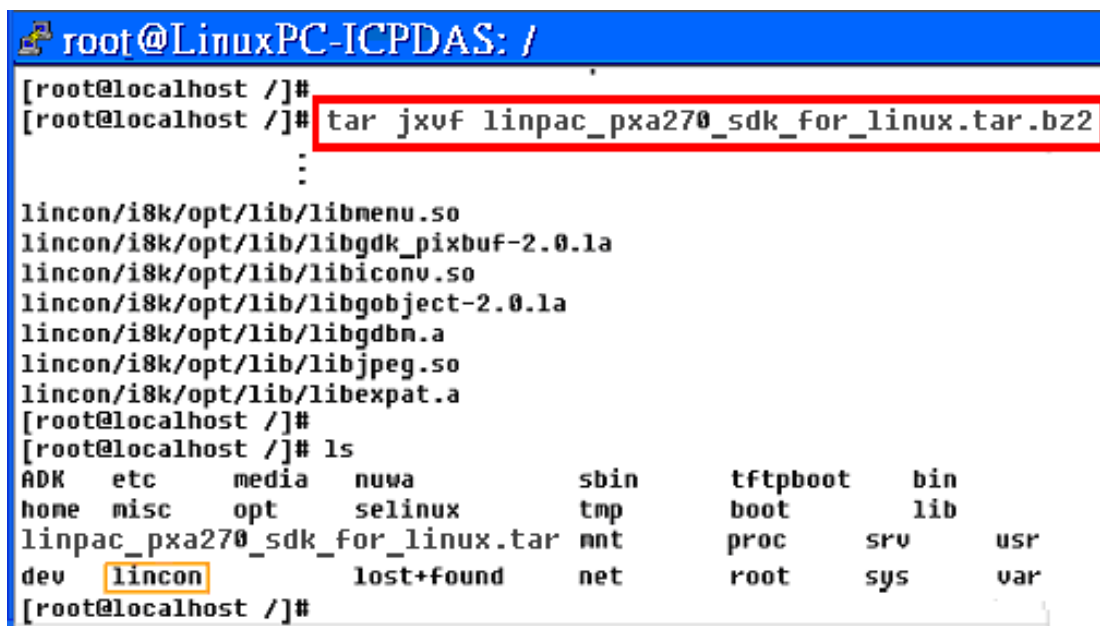 root@LinuxPC-ICPDAS: /
[root@localhost /]#
[root@localhost /]# tar jxvf linpac_pxa270_sdk_for_linux.tar.bz2
⋮
lincon/i8k/opt/lib/libmenu.so
lincon/i8k/opt/lib/libgdk_pixbuf-2.0.la
lincon/i8k/opt/lib/libiconv.so
lincon/i8k/opt/lib/libgobject-2.0.la
lincon/i8k/opt/lib/libgdbm.a
lincon/i8k/opt/lib/libjpeg.so
lincon/i8k/opt/lib/libexpat.a
[root@localhost /]#
[root@localhost /]# ls
ADK etc media nuwa sbin tftpboot bin
home misc opt selinux tmp boot lib
linpac_pxa270_sdk_for_linux.tar mnt proc srv usr
dev lincon lost+found net root sys var
[root@localhost /]#